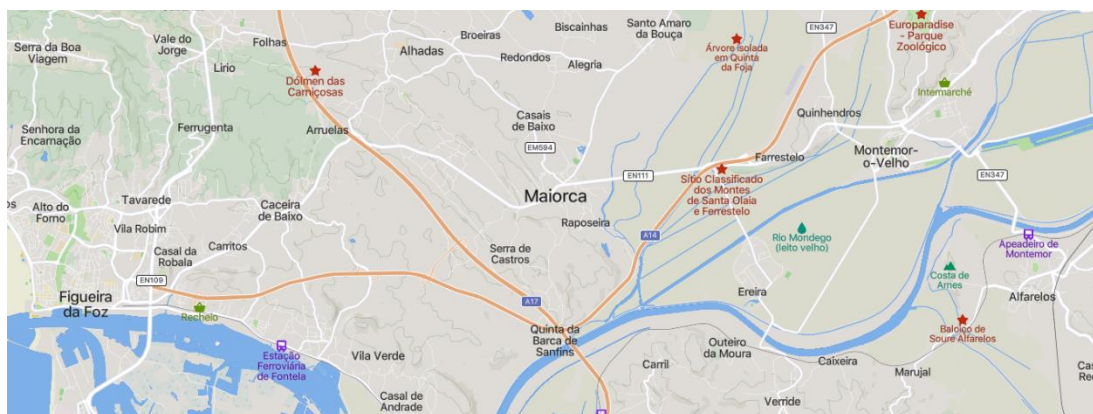 EN347
Europaradise
- Parque
Zoológico
Santo Amaro
da Bouça
Biscainhas
Broeiras
Vale do
Jorge
Folhas
Serra da Boa
Viagem
Alhadas
Redondos
Alegria
Árvore Isolada
em Quinta
da Foja
Lírio
Dólmen das
Carniçosas
Intermarché
Casais
de Baixo
Quinhendros
Ferrugenta
Arruelas
Senhora da
Encarnação
EM594
Farrestelo
Montemor-
o-Velho
EN111
Sítio Classificado
dos Montes
de Santa Olaia
e Ferrestelo
EN347
Maiorca
Tavarede
Alto do
Forno
Caceira
de Baixo
Raposeira
Vila Robim
Carritos
A14
Rio Mondego
(leito velho)
Apeadeiro de
Montemor
Casal da
Robala
Serra de
Castros
Costa de
Arnes
EN109
Ereira
Alfarelos
Figueira
da Foz
A17
Recheio
Quinta da
Barca de
Sanfins
Baloiço de
Soure Alfarelos
Outeiro
da Moura
Estação
Ferroviária
de Fontela
Vila Verde
Caixeira
Carril
Marujal
Casal de
Andrade
Verride